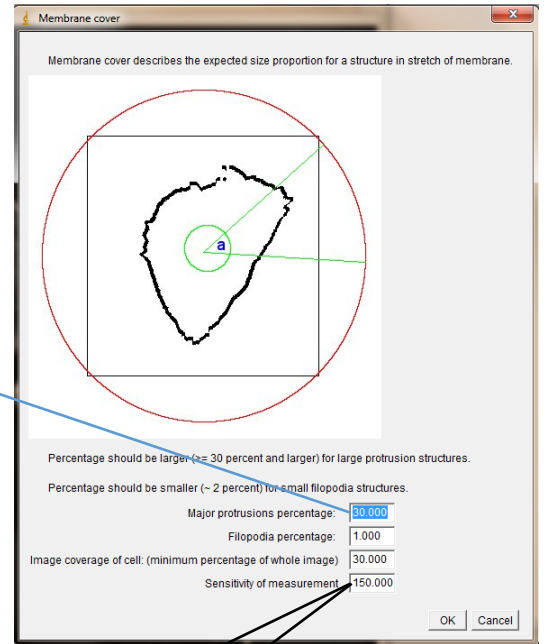 Membrane cover
Membrane cover describes the expected size proportion for a structure in stretch of membrane.
a
Percentage should be larger (>= 30 percent and larger) for large protrusion structures.
Percentage should be smaller (~ 2 percent) for small filopodia structures.
Major protrusions percentage: 30.000
Filopodia percentage: 1.000
Image coverage of cell: (minimum percentage of whole image) 30.000
Sensitivity of measurement 150.000
OK Cancel